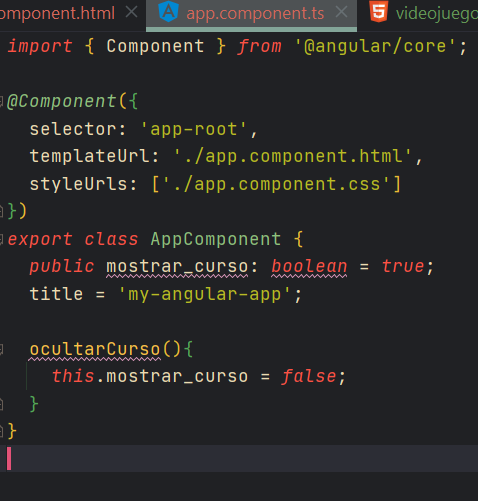 omponent.html
app.component.ts
videojuego
import { Component } from '@angular/core';
@Component({
selector: 'app-root',
templateUrl: './app.component.html',
styleUrls: ['./app.component.css']
})
export class AppComponent {
public mostrar_curso: boolean = true;
title = 'my-angular-app';
ocultarCurso(){
this.mostrar_curso = false;
}
}